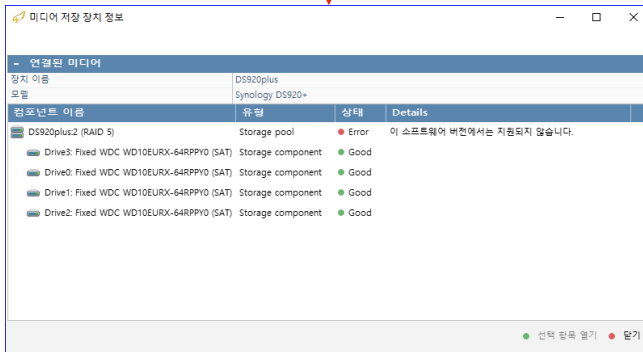 미디어 저장 장치 정보
− 연결된 미디어
장치 이름 DS920plus
모델 Synology DS920+
컴포넌트 이름 유형 상태 Details
DS920plus:2 (RAID 5) Storage pool Error 이 소프트웨어 버전에서는 지원되지 않습니다.
Drive3: Fixed WDC WD10EURX-64RPPY0 (SAT) Storage component Good
Drive0: Fixed WDC WD10EURX-64RPPY0 (SAT) Storage component Good
Drive1: Fixed WDC WD10EURX-64RPPY0 (SAT) Storage component Good
Drive2: Fixed WDC WD10EURX-64RPPY0 (SAT) Storage component Good
선택 항목 열기 닫기